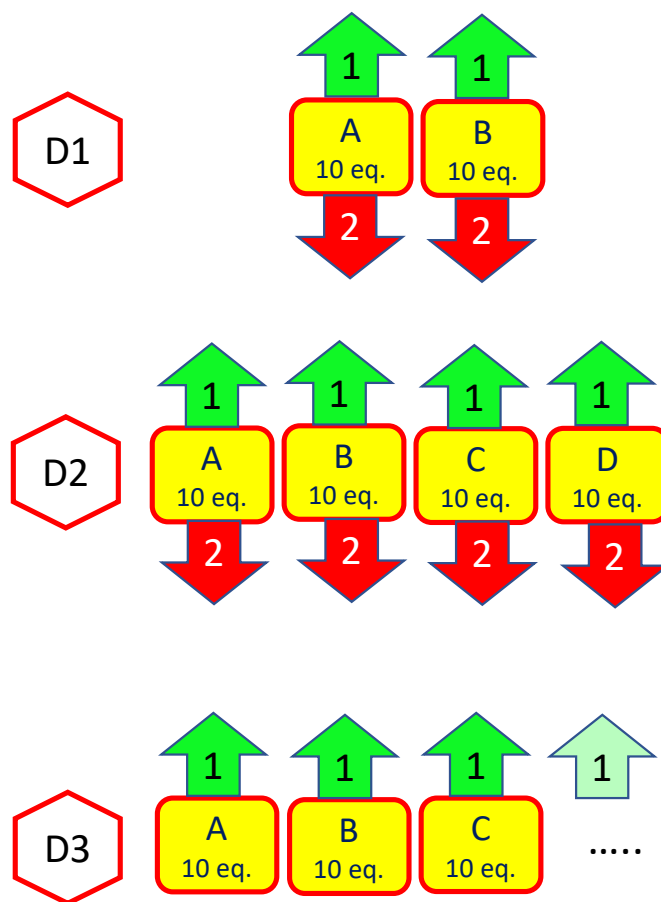 1 1
D1
A B
10 eq. 10 eq.
2 2
1 1 1 1
D2
A B C D
10 eq. 10 eq. 10 eq. 10 eq.
2 2 2 2
1 1 1 1
D3
A B C
10 eq. 10 eq. 10 eq.
.....